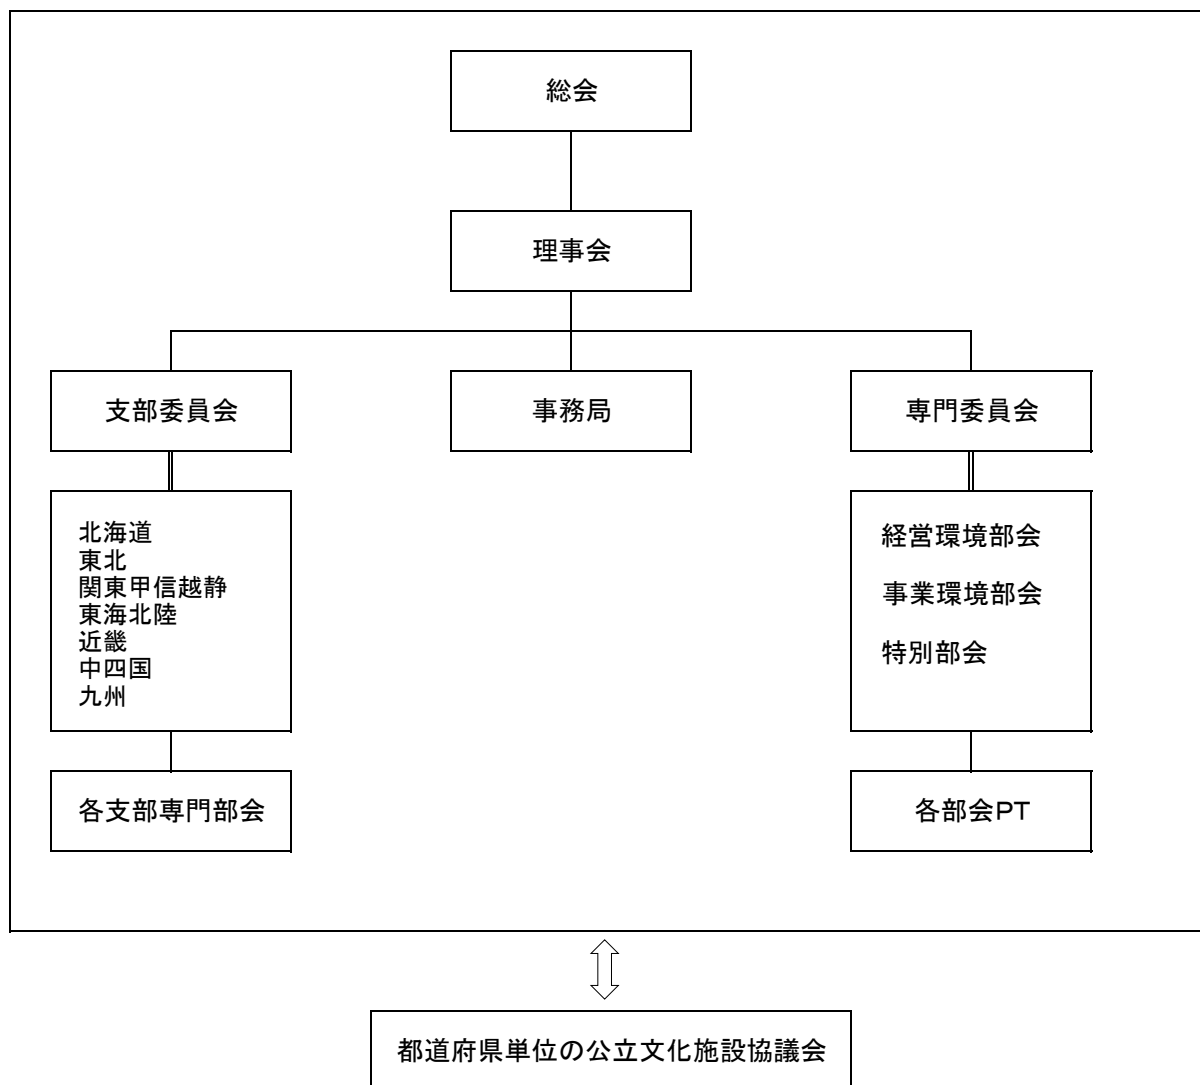 総会
理事会
支部委員会
事務局
専門委員会
北海道
東北
関東甲信越静
東海北陸
近畿
中四国
九州
経営環境部会
事業環境部会
特別部会
各支部専門部会
各部会PT
都道府県単位の公立文化施設協議会